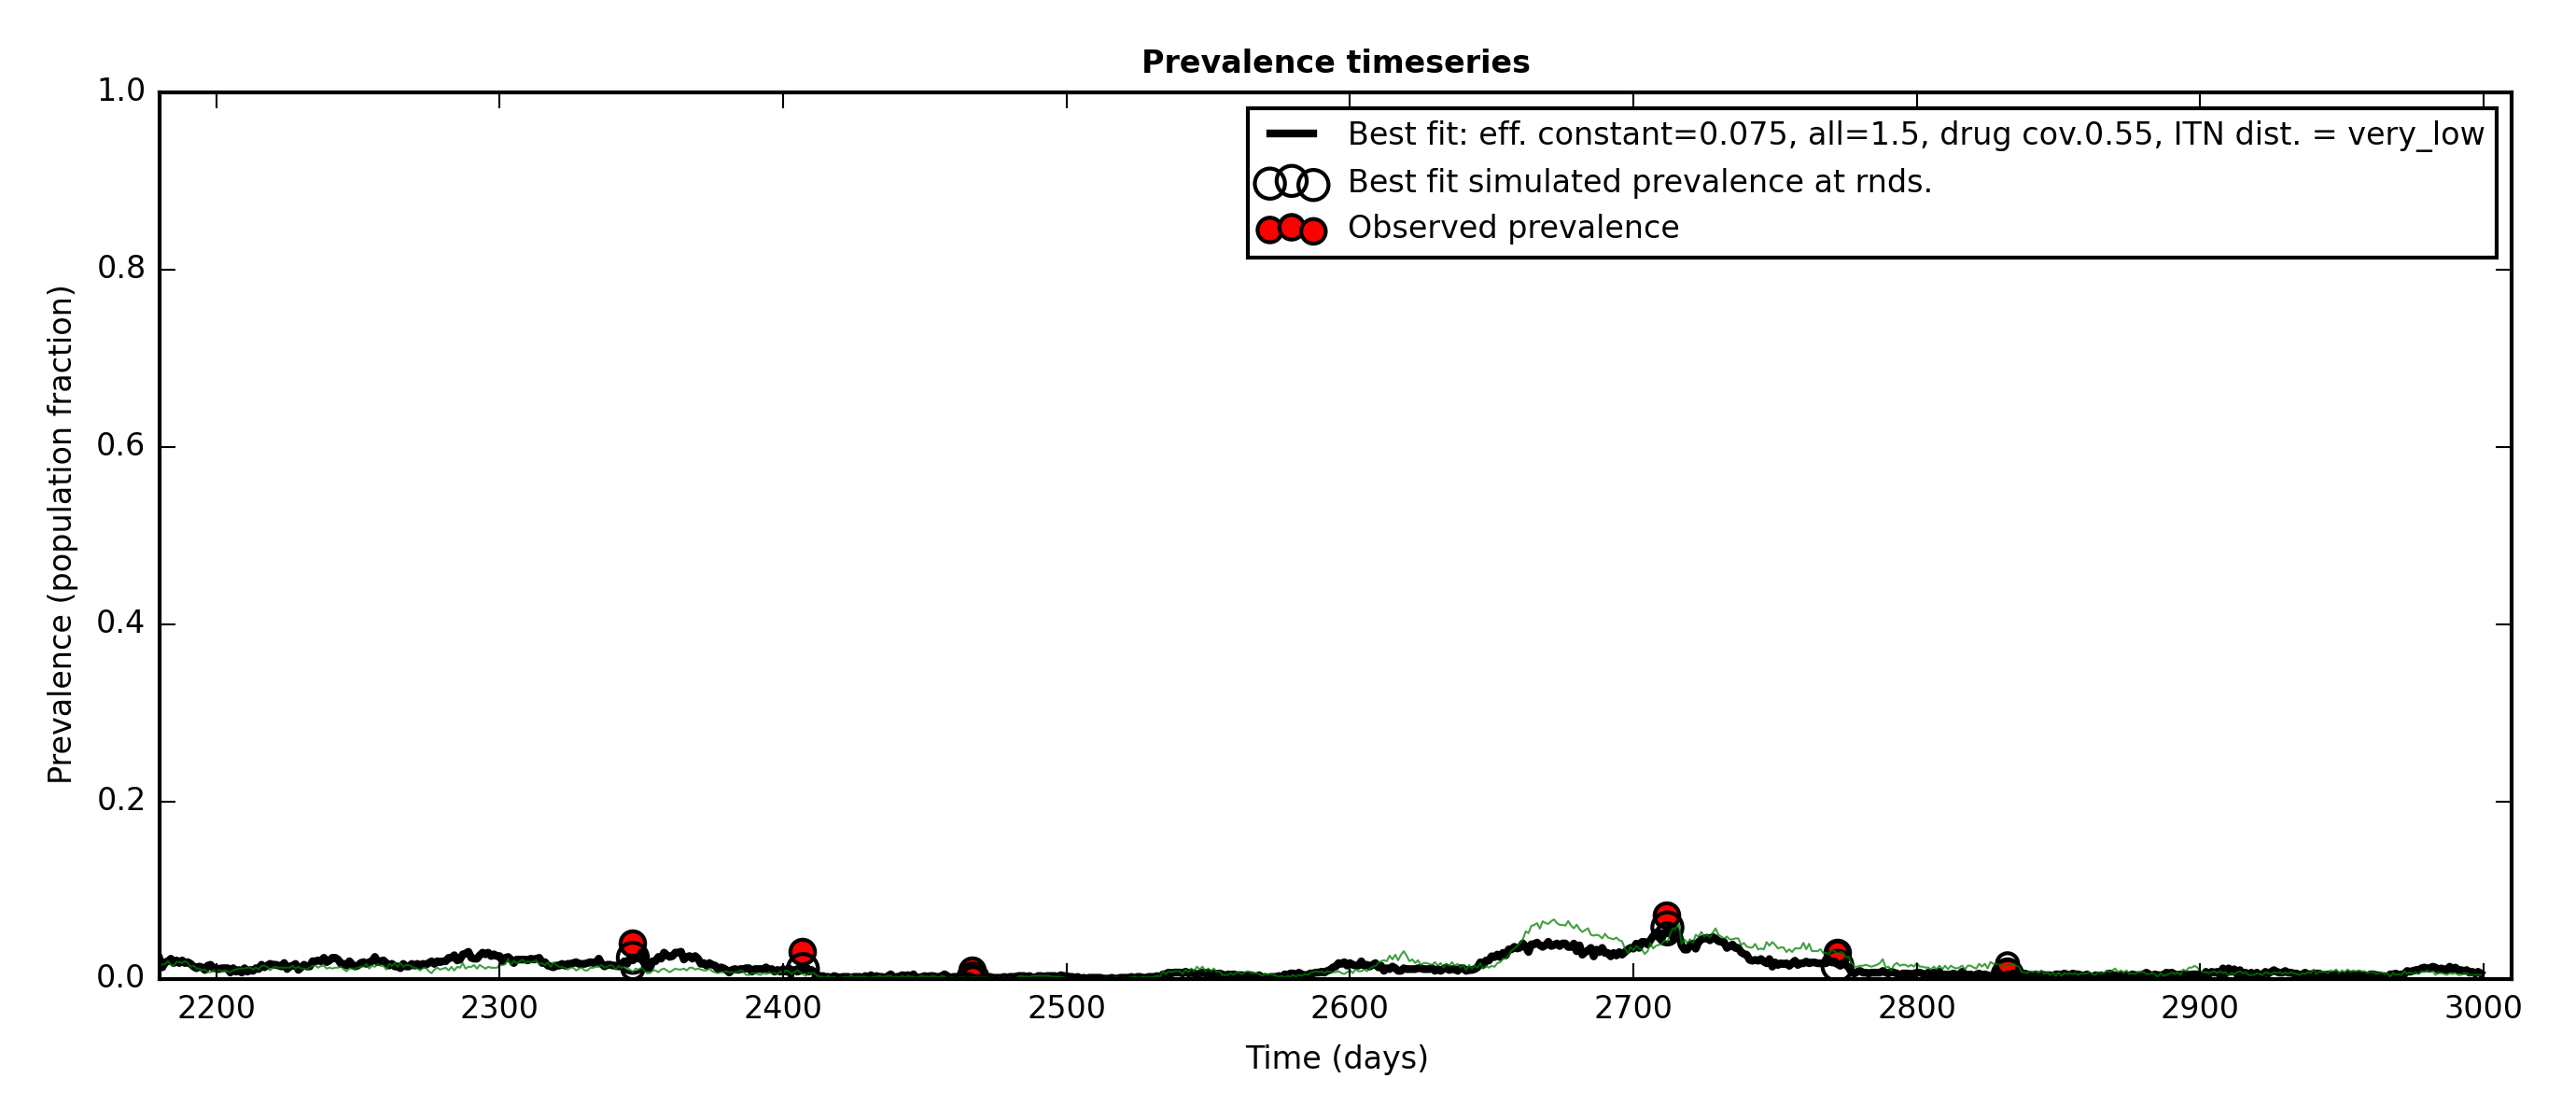 Prevalence timeseries
1.0
0.8
0.6
0.4
0.2
0.0
Prevalence (population fraction)
Best fit: eff. constant=0.075, all=1.5, drug cov.0.55, ITN dist. = very_low
Best fit simulated prevalence at rnds.
Observed prevalence
2200 2300 2400 2500 2600 2700 2800 2900 3000
Time (days)